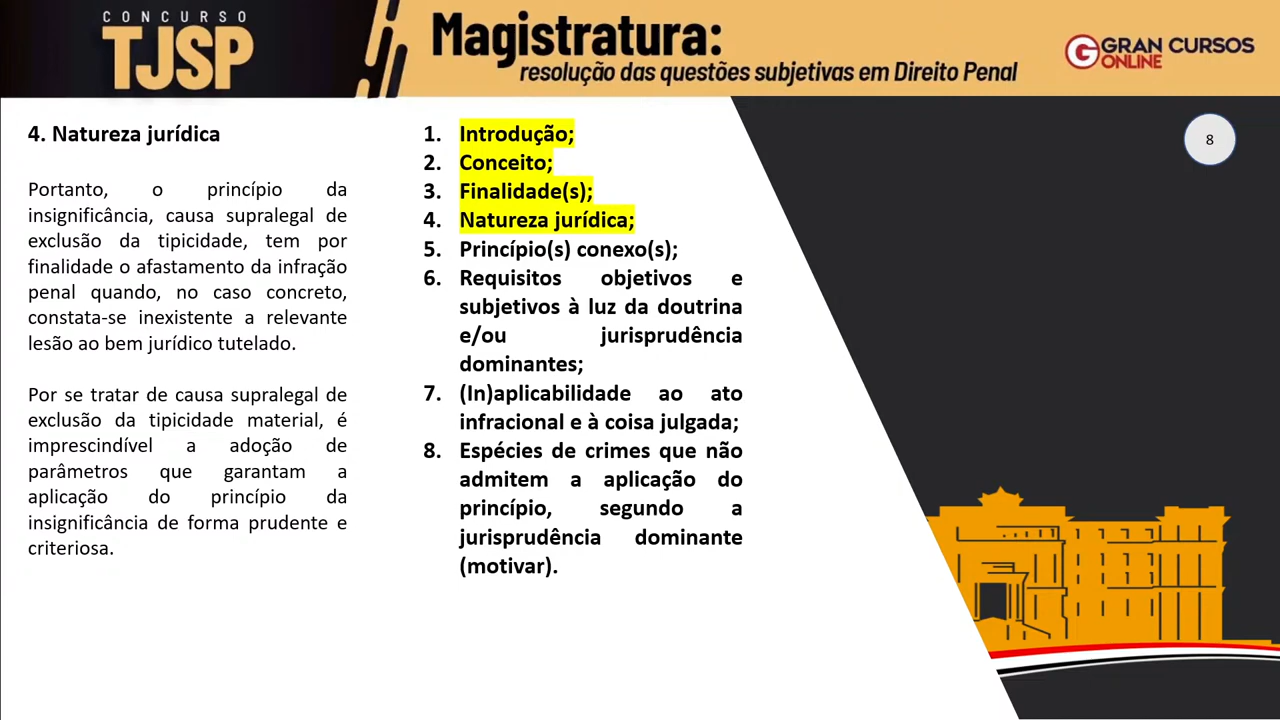 CONCURSO
TJSP
Magistratura:
resolução das questões subjetivas em Direito Penal
G GRAN CURSOS
ONLINE
8
4. Natureza jurídica
Portanto, o princípio da
insignificância, causa supralegal de
exclusão da tipicidade, tem por
finalidade o afastamento da infração
penal quando, no caso concreto,
constata-se inexistente a relevante
lesão ao bem jurídico tutelado.
Por se tratar de causa supralegal de
exclusão da tipicidade material, é
imprescindível a adoção de
parâmetros que garantam a
aplicação do princípio da
insignificância de forma prudente e
criteriosa.
1. Introdução;
2. Conceito;
3. Finalidade(s);
4. Natureza jurídica;
5. Princípio(s) conexo(s);
6. Requisitos objetivos e
subjetivos à luz da doutrina
e/ou jurisprudência
dominantes;
7. (In)aplicabilidade ao ato
infracional e à coisa julgada;
8. Espécies de crimes que não
admitem a aplicação do
princípio, segundo a
jurisprudência dominante
(motivar).